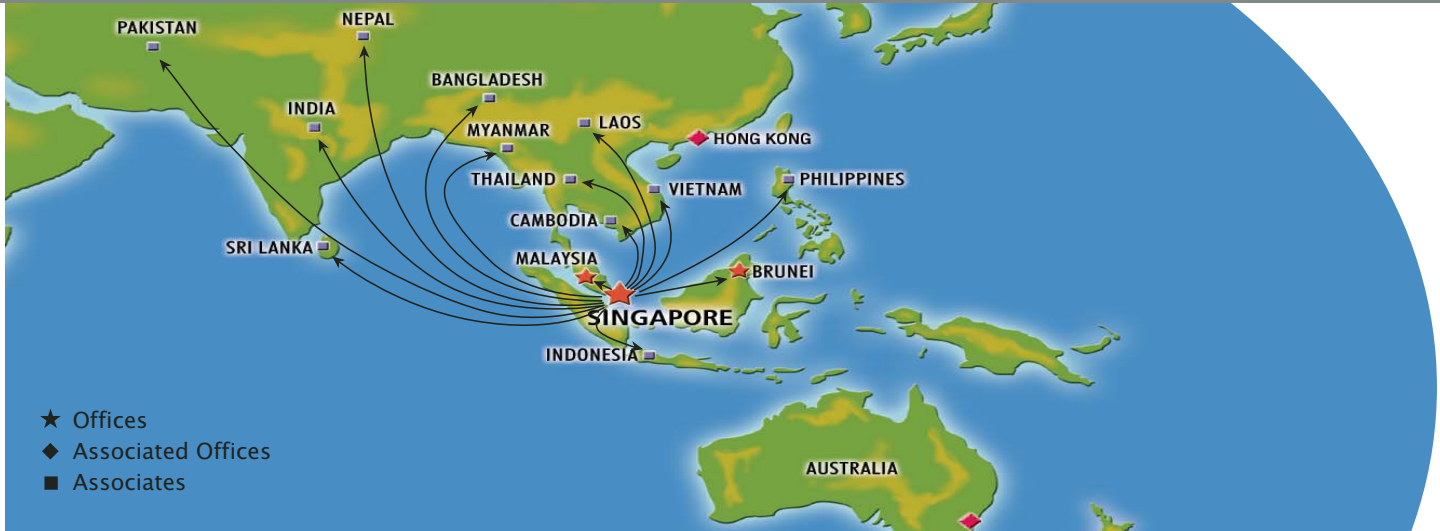 NEPAL
PAKISTAN
BANGLADESH
INDIA
LAOS
MYANMAR
HONG KONG
THAILAND
PHILIPPINES
VIETNAM
CAMBODIA
SRI LANKA
MALAYSIA
BRUNEI
SINGAPORE
INDONESIA
Offices
Associated Offices
AUSTRALIA
Associates